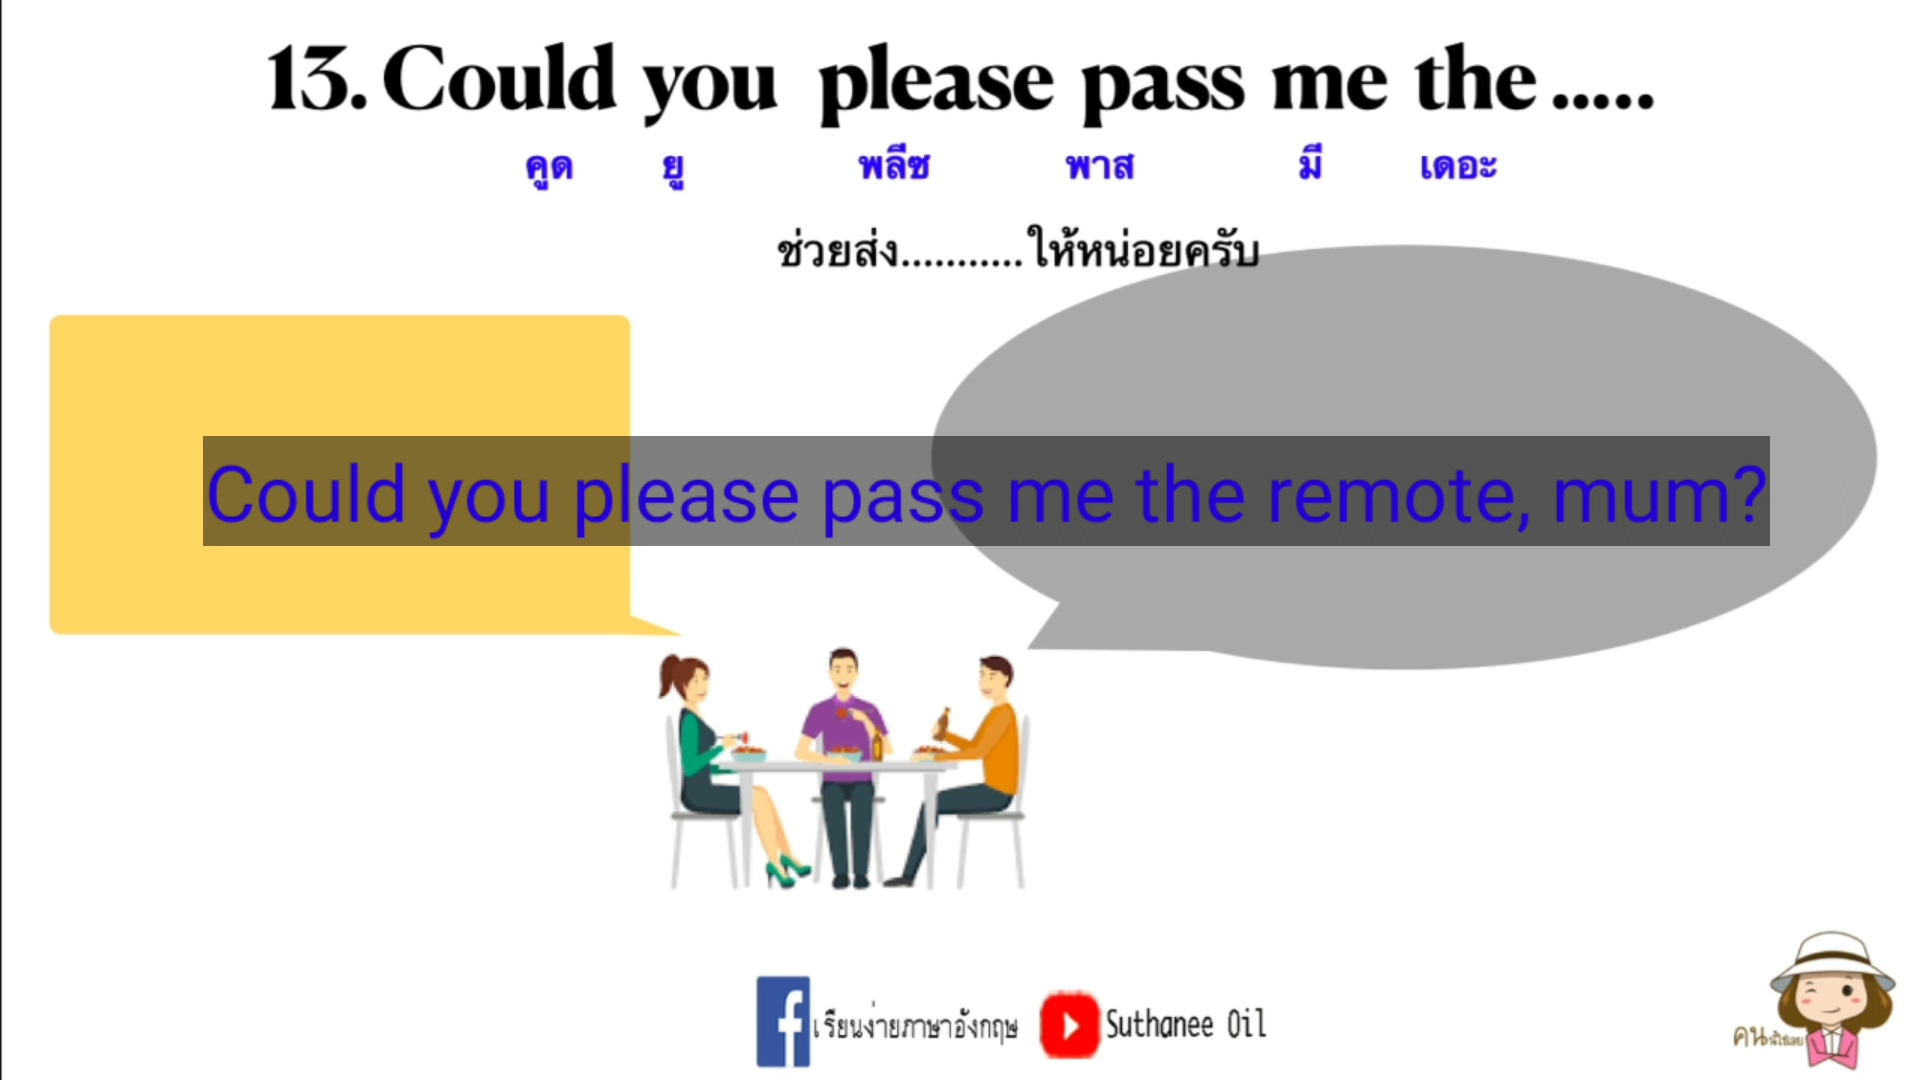 13. Could you please pass me the .....
คูด ยู พลีซ พาส มี เดอะ
ช่วยส่ง...........ให้หน่อยครับ
Could you please pass me the remote, mum?
เรียนง่ายภาษาอังกฤษ Suthanee Oil